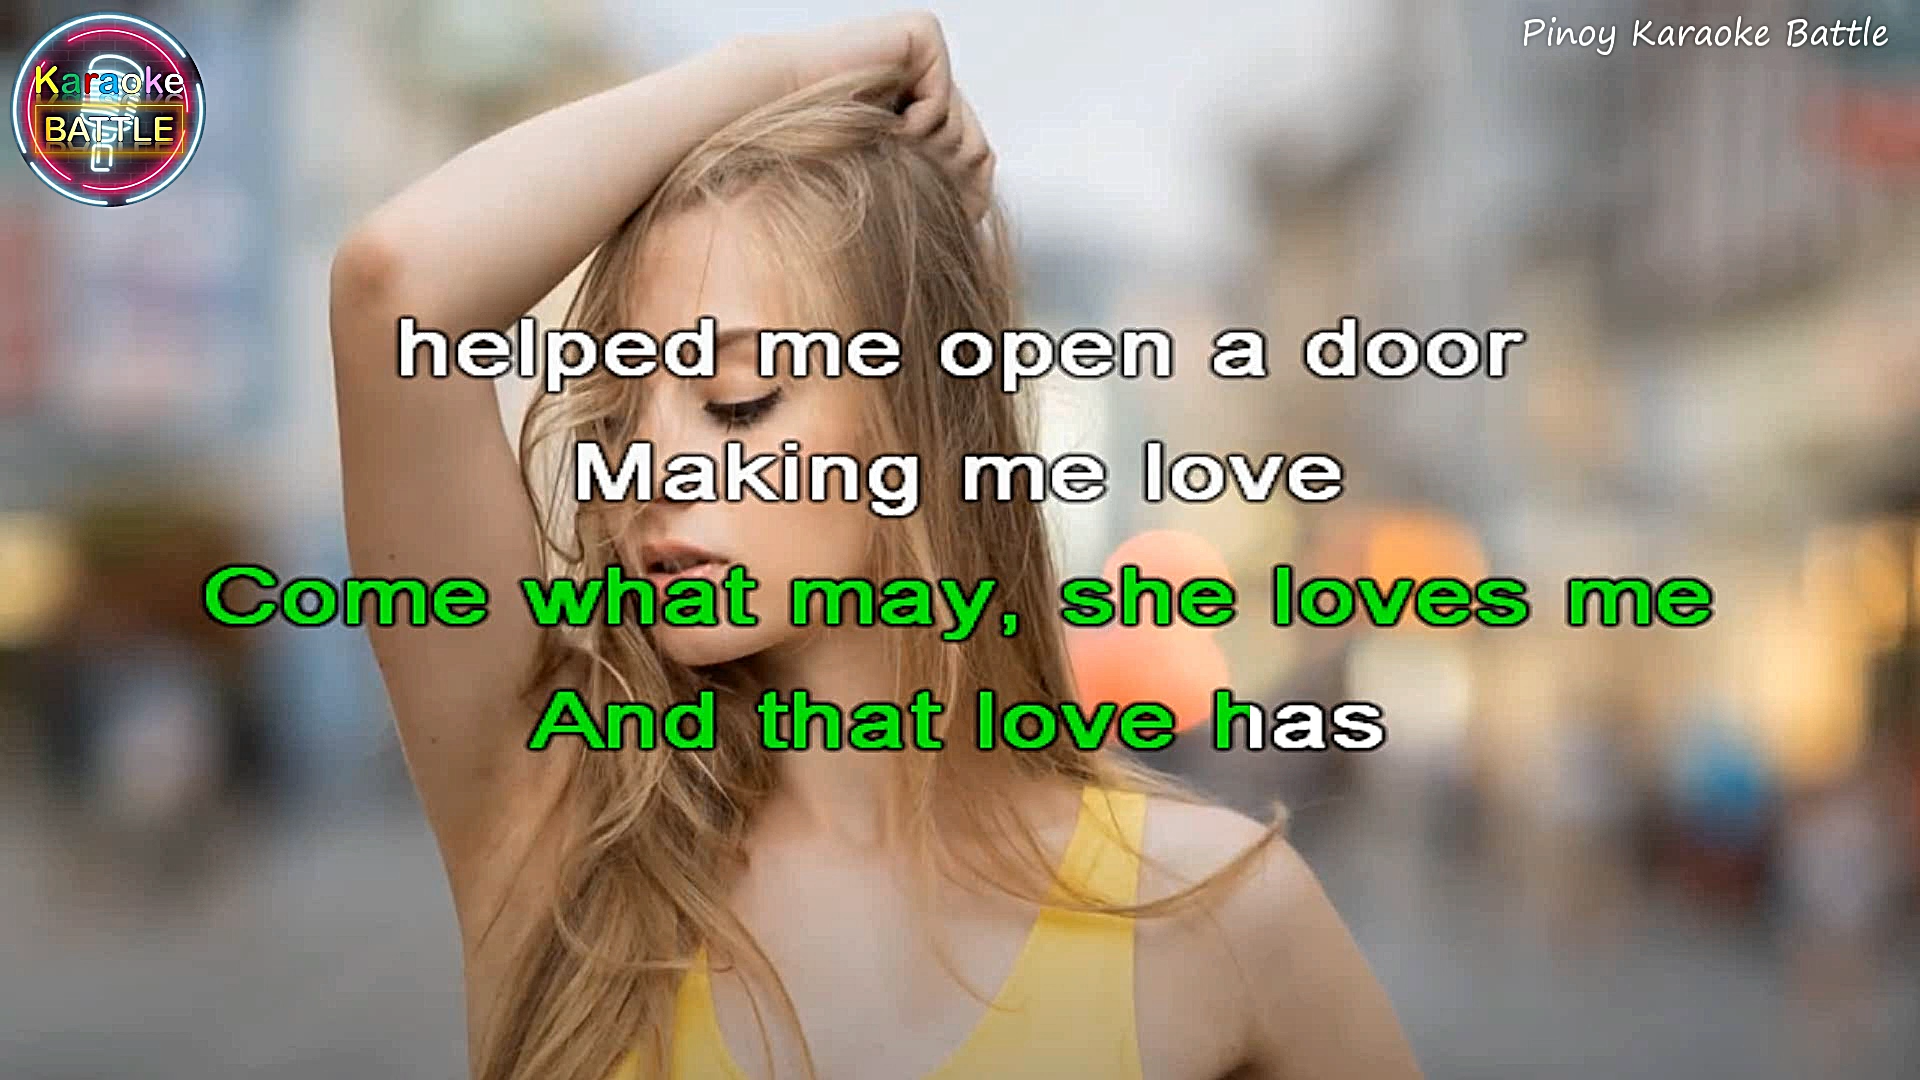 Karaoke
BATTLE
Pinoy Karaoke Battle
helped me open a door
Making me love
Come what may, she loves me
And that love has